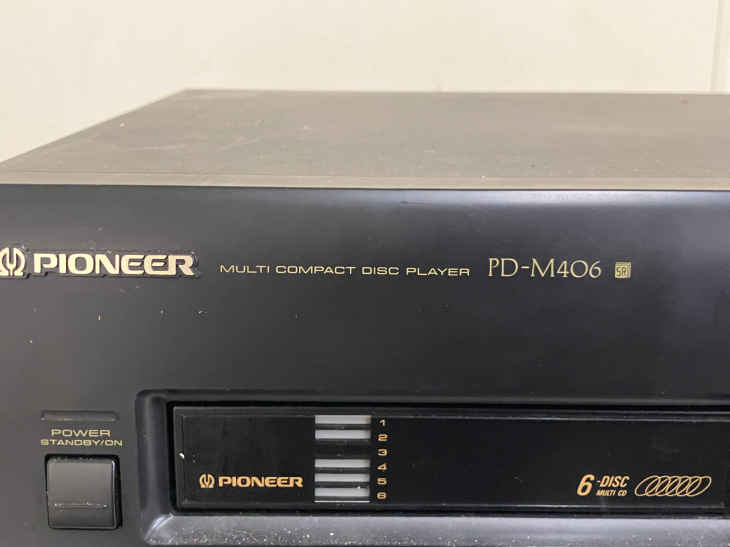 PIONEER MULTI COMPACT DISC PLAYER PD-M406 SR
POWER
STANDBY/ON
1
2
3
4
5
6
PIONEER
6-DISC
MULTI CD